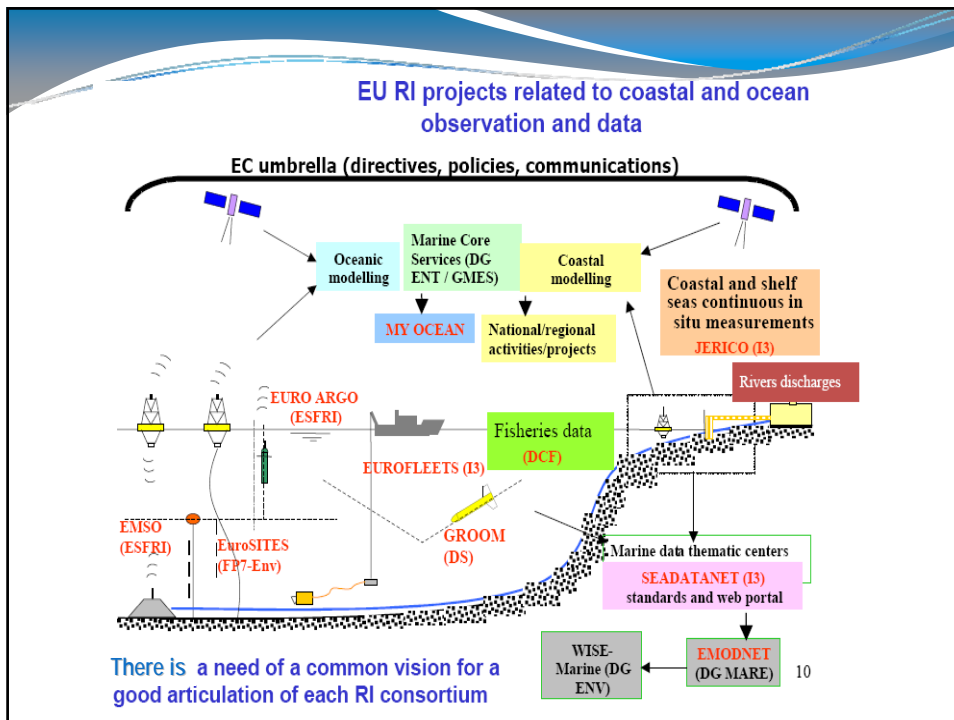 EU RI projects related to coastal and ocean
observation and data
EC umbrella (directives, policies, communications)
Oceanic
modelling
Marine Core
Services (DG
ENT / GMES)
Coastal
modelling
Coastal and shelf
seas continuous in
situ measurements
JERICO (I3)
MY OCEAN
National/regional
activities/projects
Rivers discharges
EURO ARGO
(ESFRI)
Fisheries data
(DCF)
EUROFLEETS (I3)
EMSO
(ESFRI)
EuroSITES
(FP7-Env)
GROOM
(DS)
Marine data thematic centers
SEADATANET (I3)
standards and web portal
WISE-
Marine (DG
ENV)
EMODNET
(DG MARE)
10
There is a need of a common vision for a
good articulation of each RI consortium